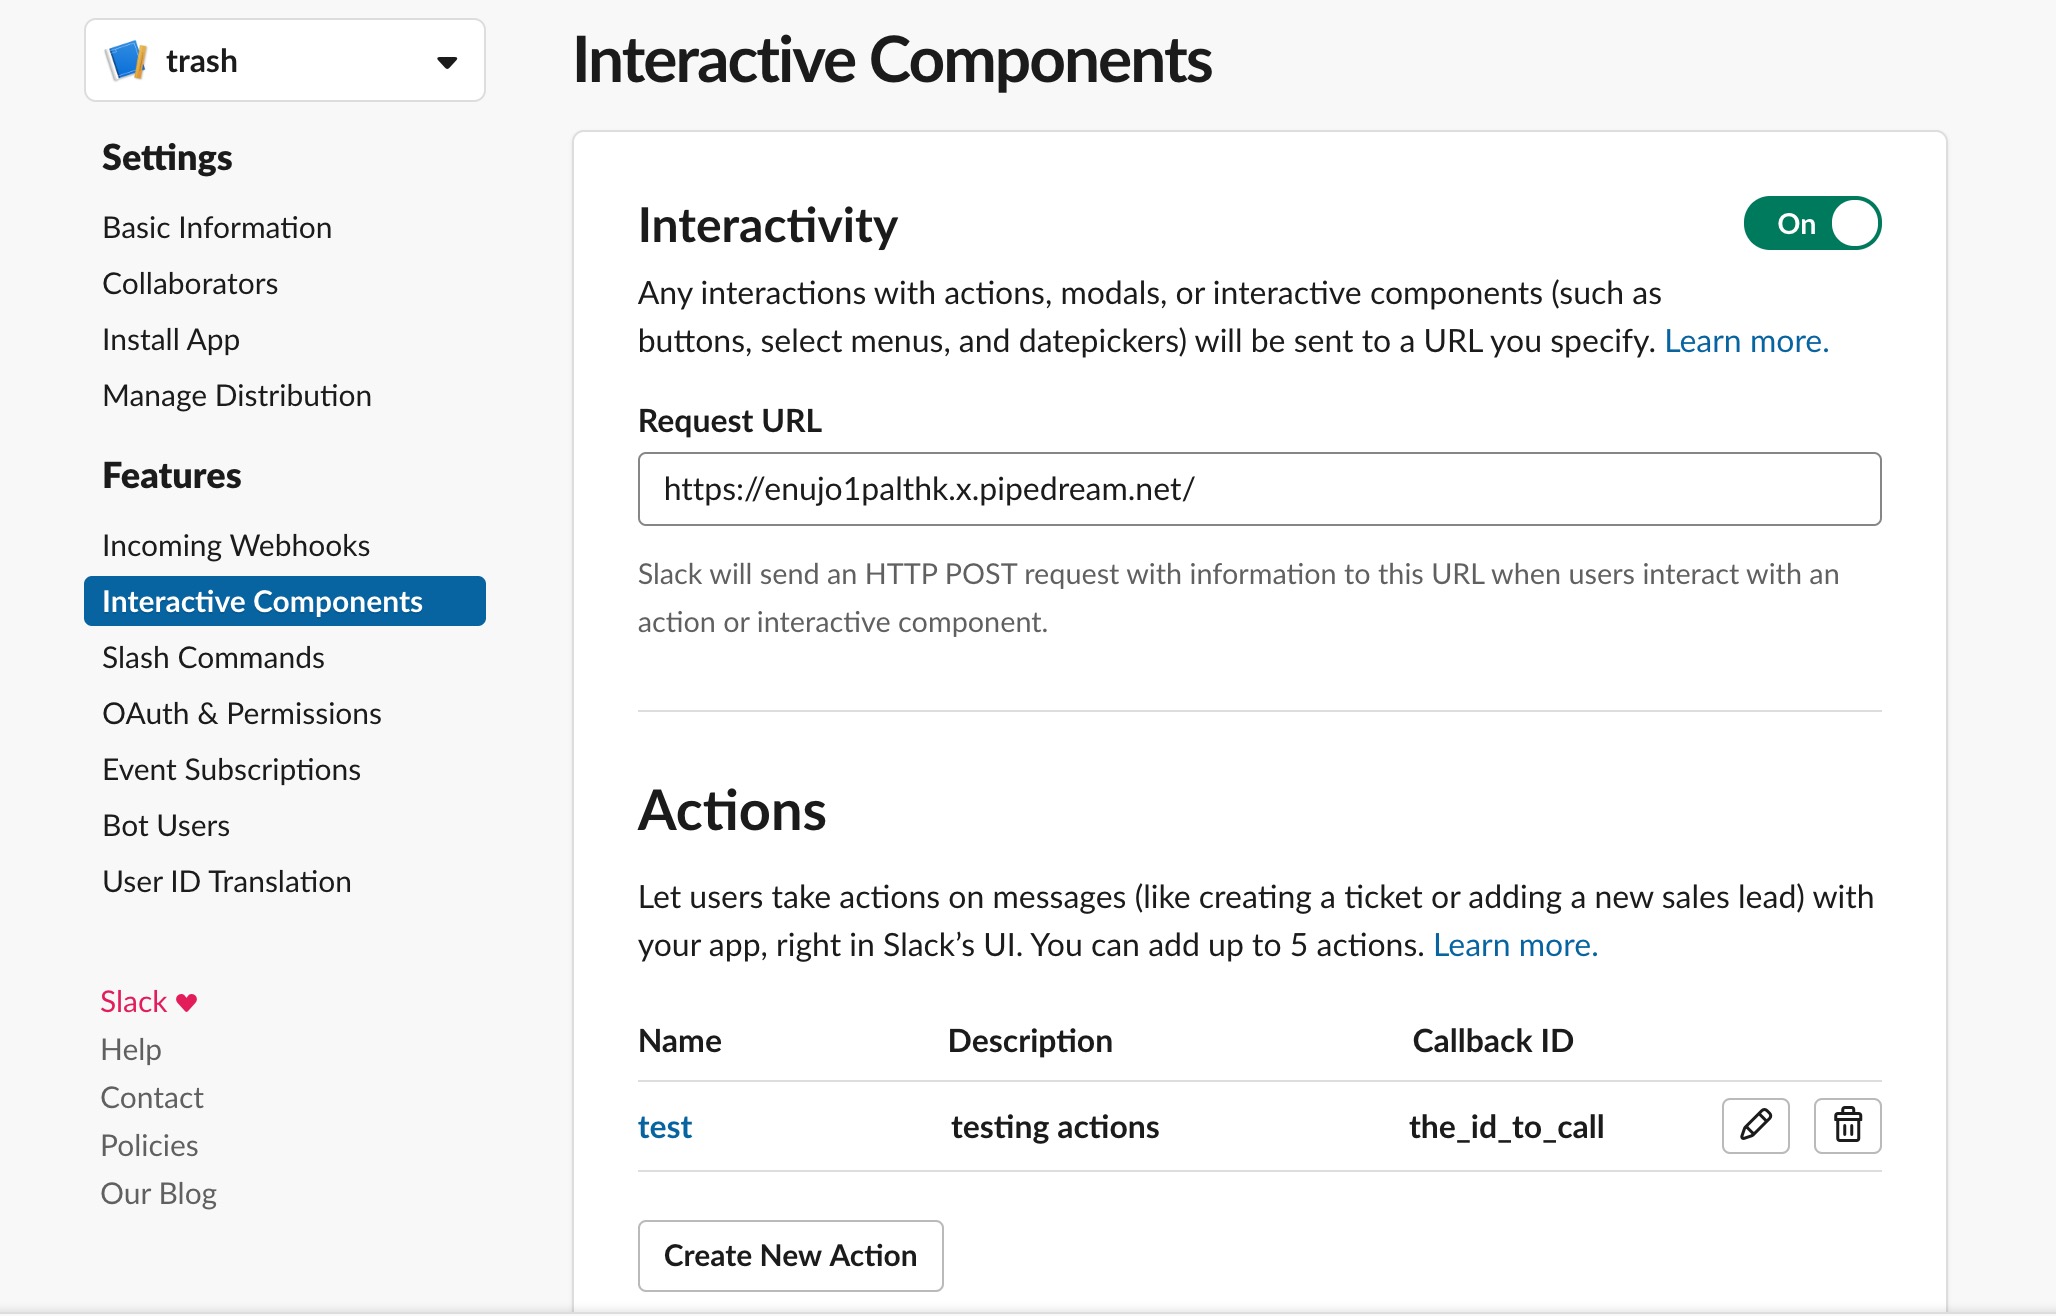 trash
Settings
Basic Information
Collaborators
Install App
Manage Distribution
Features
Incoming Webhooks
Interactive Components
Slash Commands
OAuth & Permissions
Event Subscriptions
Bot Users
User ID Translation
Slack ♥
Help
Contact
Policies
Our Blog
Interactive Components
Interactivity
On
Any interactions with actions, modals, or interactive components (such as
buttons, select menus, and datepickers) will be sent to a URL you specify. Learn more.
Request URL
https://enujo1palthk.x.pipedream.net/
Slack will send an HTTP POST request with information to this URL when users interact with an
action or interactive component.
Actions
Let users take actions on messages (like creating a ticket or adding a new sales lead) with
your app, right in Slack’s UI. You can add up to 5 actions. Learn more.
Name Description Callback ID
test testing actions the_id_to_call
Create New Action